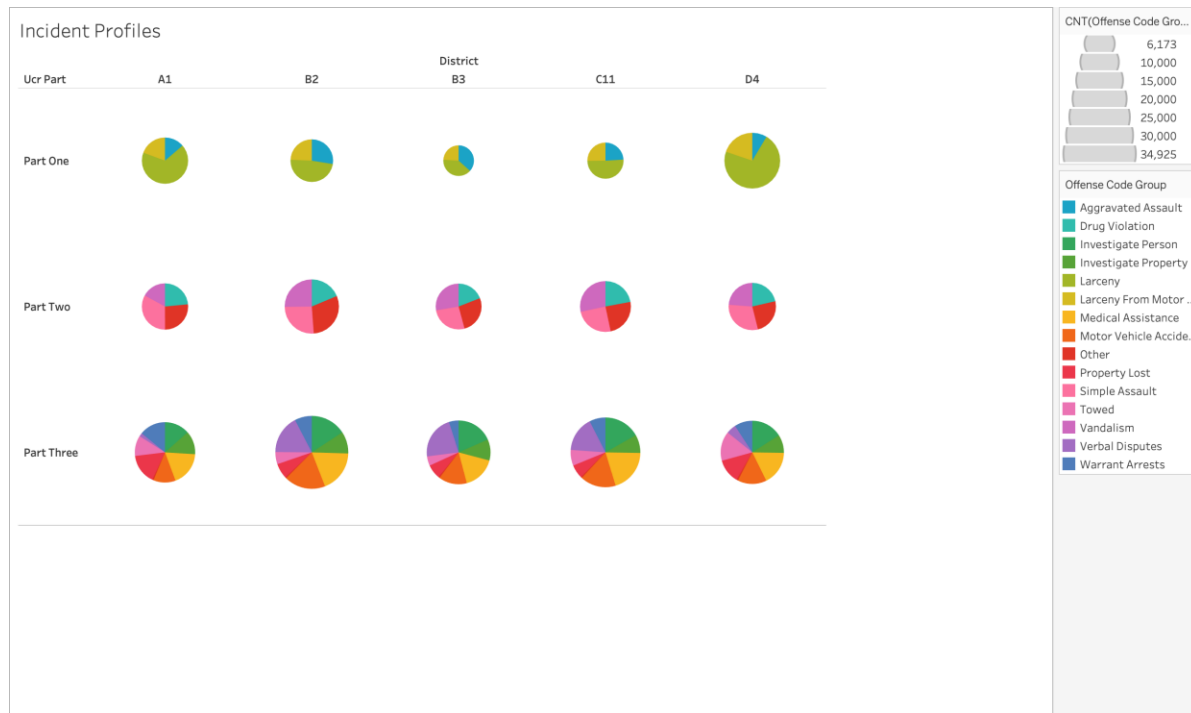 Incident Profiles
District
Ucr Part A1 B2 B3 C11 D4
Part One
Part Two
Part Three
CNT(Offense Code Gro...
6,173
10,000
15,000
20,000
25,000
30,000
34,925
Offense Code Group
Aggravated Assault
Drug Violation
Investigate Person
Investigate Property
Larceny
Larceny From Motor ..
Medical Assistance
Motor Vehicle Accide.
Other
Property Lost
Simple Assault
Towed
Vandalism
Verbal Disputes
Warrant Arrests